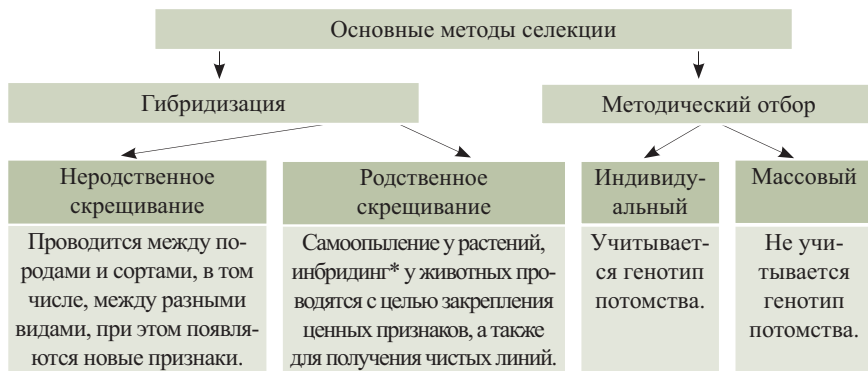 Основные методы селекции
Гибридизация
Методический отбор
Неродственное
скрещивание
Родственное
скрещивание
Индивиду-
альный
Массовый
Проводится между по-
родами и сортами, в том
числе, между разными
видами, при этом появля-
ются новые признаки.
Самоопыление у растений,
инбридинг* у животных про-
водятся с целью закрепления
ценных признаков, а также
для получения чистых линий.
Учитывает-
ся генотип
потомства.
Не учи-
тывается
генотип
потомства.